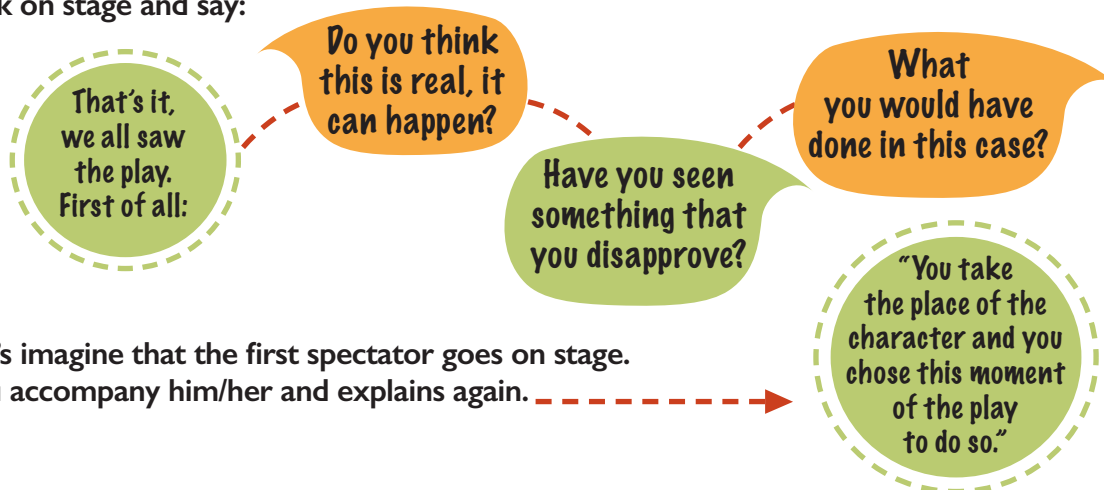 k on stage and say:
That's it,
we all saw
the play.
First of all:
Do you think
this is real, it
can happen?
Have you seen
something that
you disapprove?
What
you would have
done in this case?
's imagine that the first spectator goes on stage.
accompany him/her and explains again.
"You take
the place of the
character and you
chose this moment
of the play
to do so."